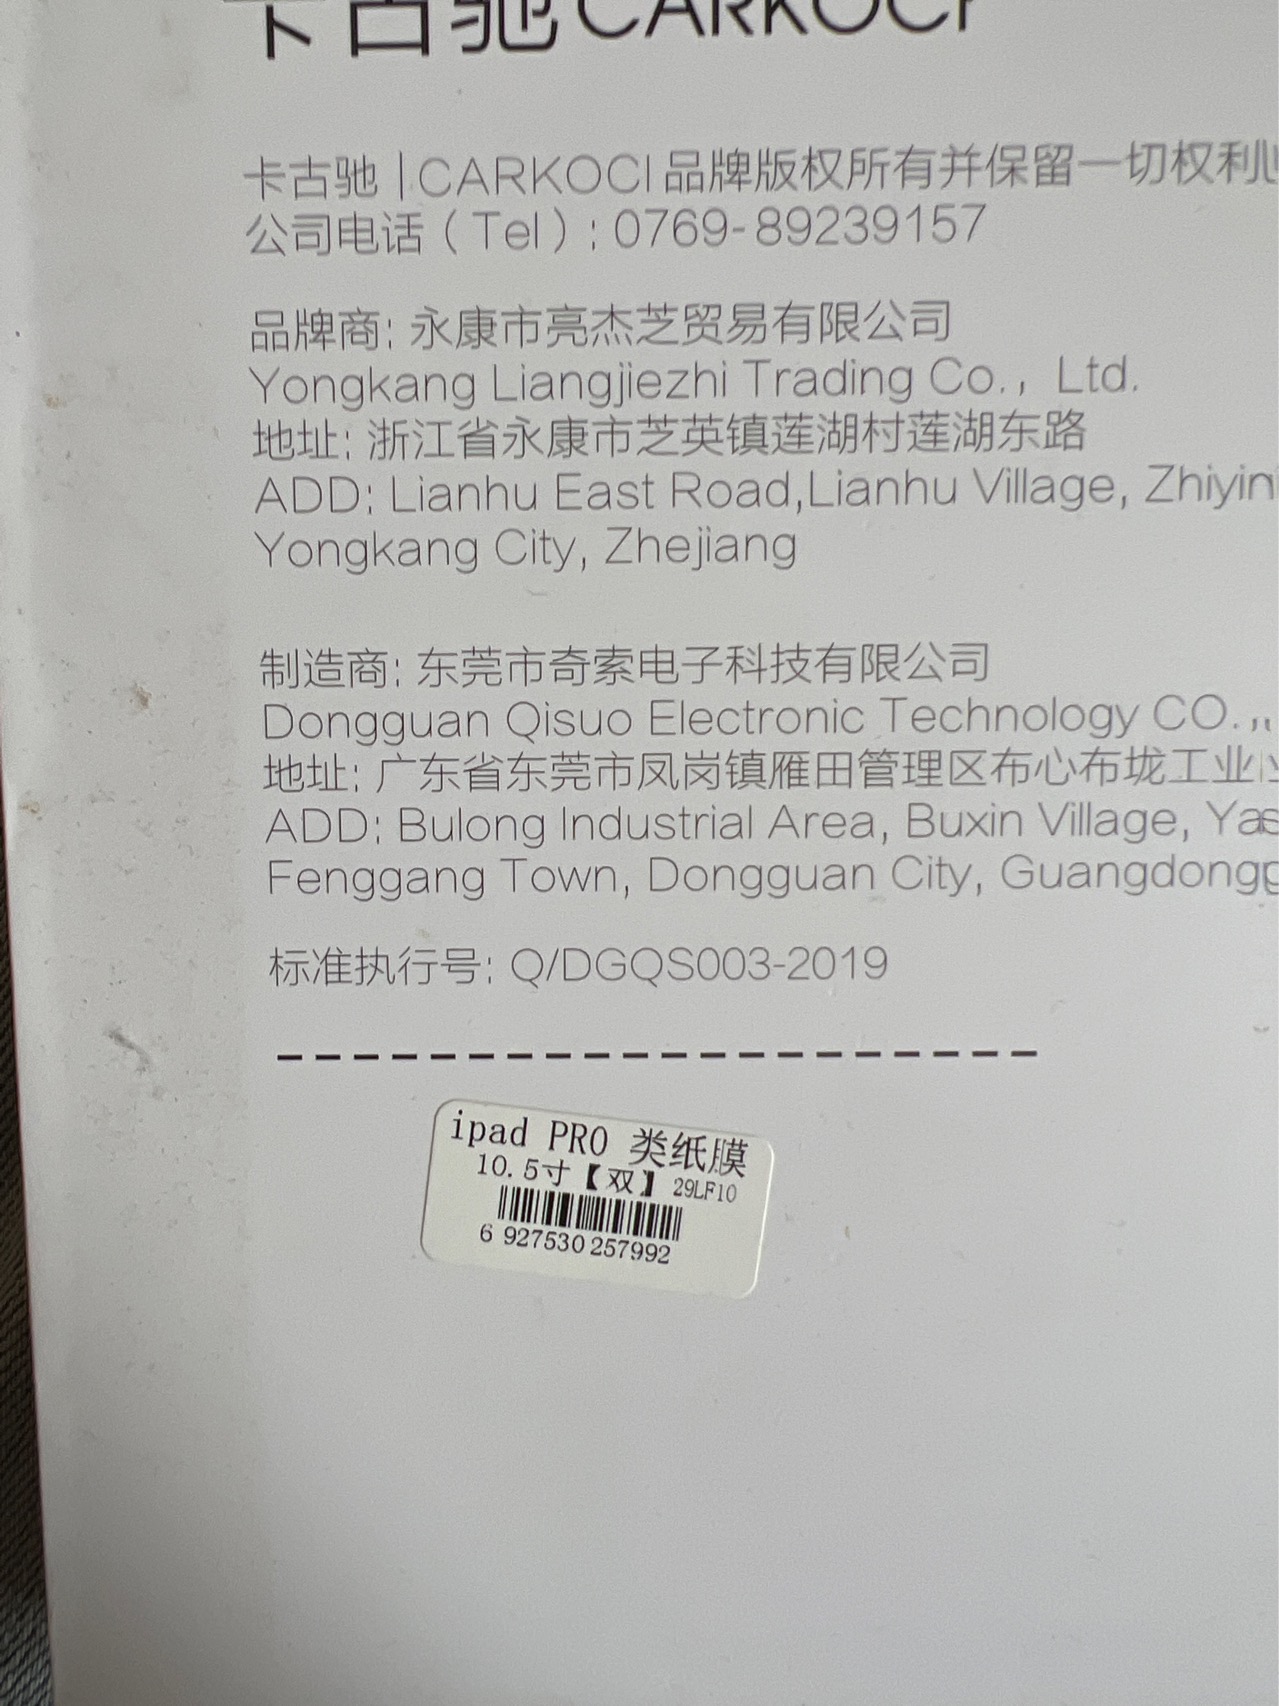 卡古驰 CARKOCI
卡古驰 | CARKOCI 品牌版权所有并保留一切权利
公司电话（Tel）: 0769-89239157
品牌商: 永康市亮杰芝贸易有限公司
Yongkang Liangjiezhi Trading Co., Ltd.
地址: 浙江省永康市芝英镇莲湖村莲湖东路
ADD: Lianhu East Road,Lianhu Village,
Yongkang City, Zhejiang
制造商: 东莞市奇索电子科技有限公司
Dongguan Qisuo Electronic Technology CO.,
地址: 广东省东莞市凤岗镇雁田管理区布心布垅工业
ADD: Bulong Industrial Area, Buxin Village,
Fenggang Town, Dongguan City,
标准执行号: Q/DGQS003-2019
ipad PRO 类纸膜
10.5寸【双】 29LF10
6 927530 257992